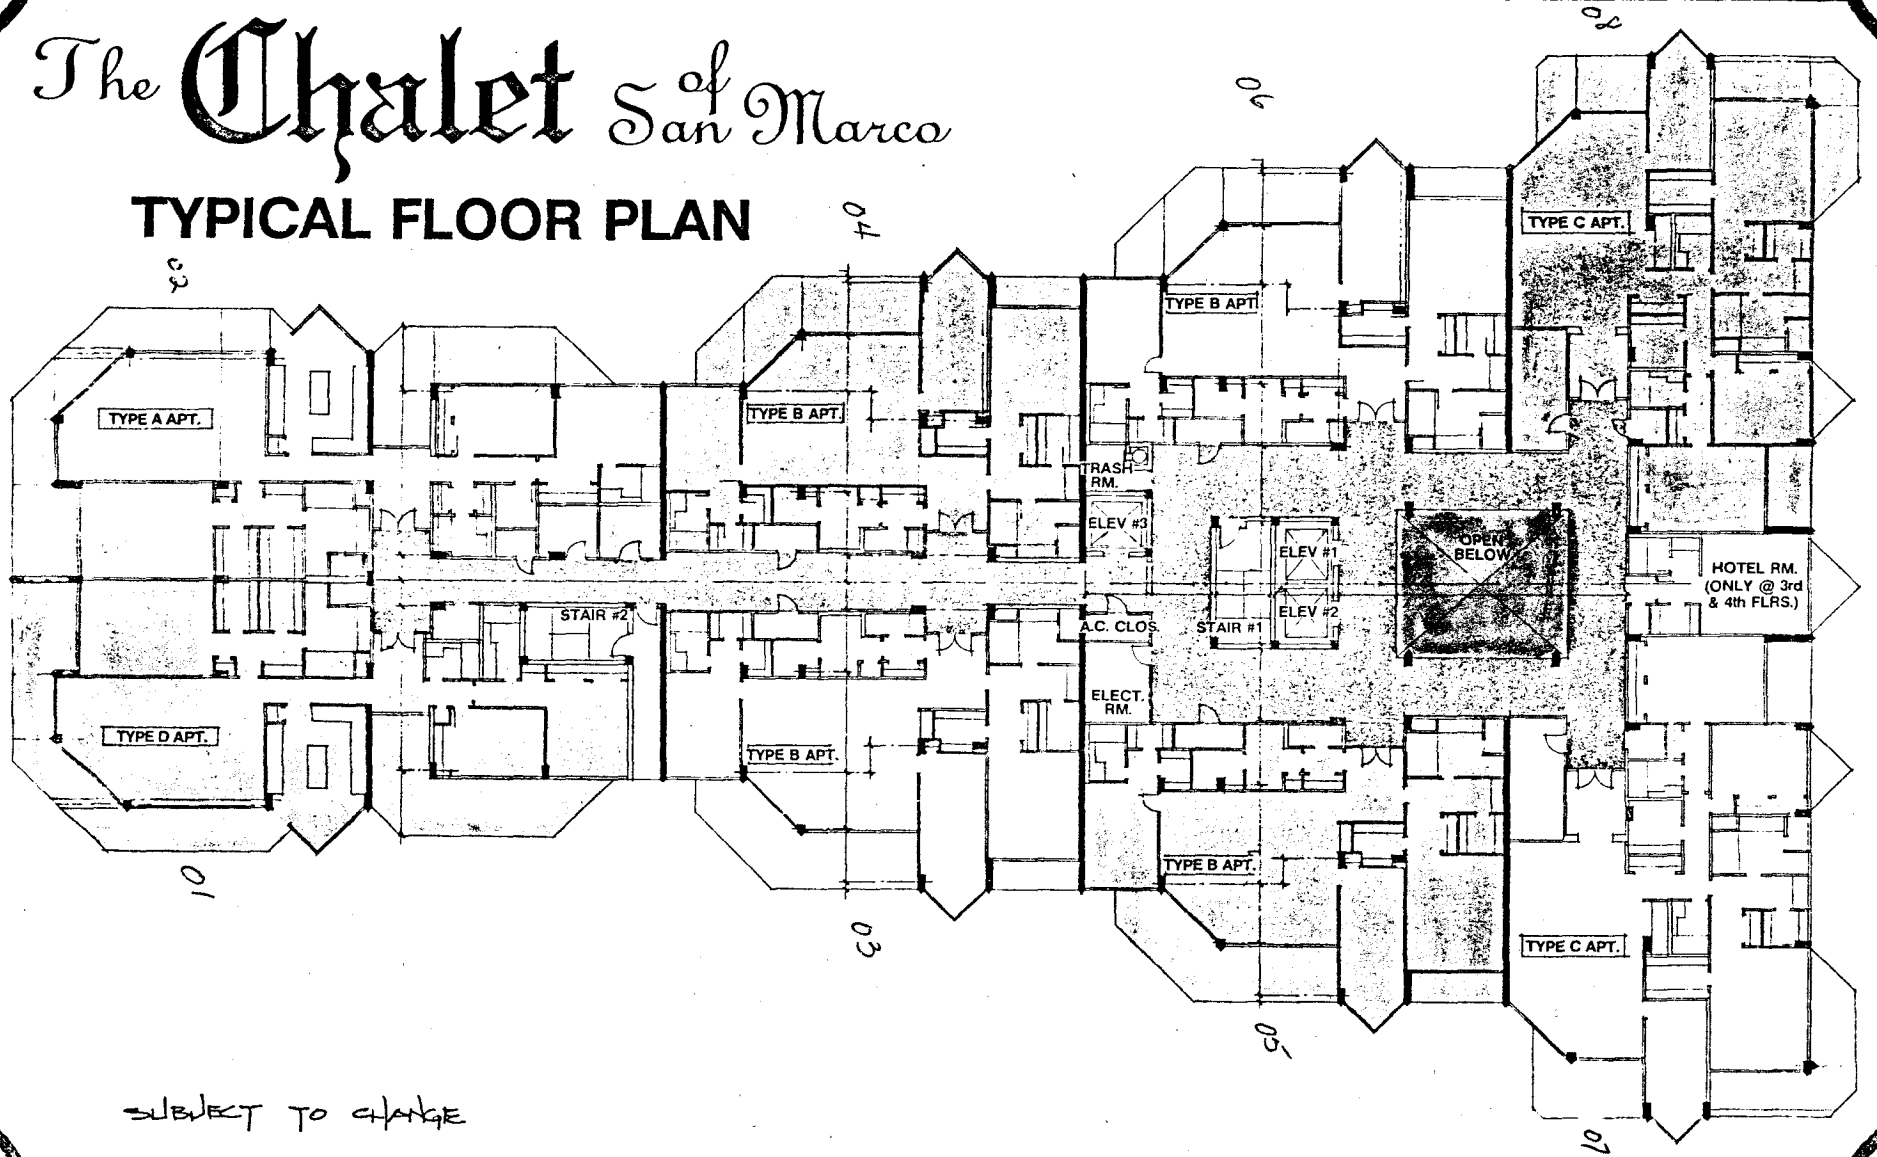 The Chalet of San Marco
TYPICAL FLOOR PLAN
02
04
06
08
TYPE A APT.
TYPE B APT.
TYPE B APT.
TYPE C APT.
TRASH
RM.
ELEV #3
ELEV #1
ELEV #2
OPEN
BELOW
HOTEL RM.
(ONLY @ 3rd
& 4th FLRS.)
STAIR #2
A.C. CLOS.
STAIR #1
ELECT.
RM.
TYPE D APT.
TYPE B APT.
TYPE B APT.
TYPE C APT.
01
03
05
07
SUBJECT TO CHANGE